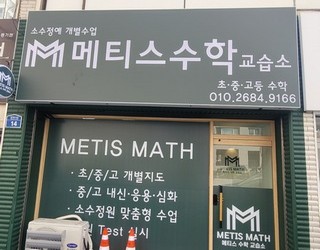 소수정예 개별수업
메티스수학 교습소
초·중·고등 수학
010.2684.9166
14
METIS MATH
· 초/중/고 개별지도
· 중/고 내신·응용·심화
· 소수정원 맞춤형 수업
Test 실시
METIS MATH
메티스 수학 교습소